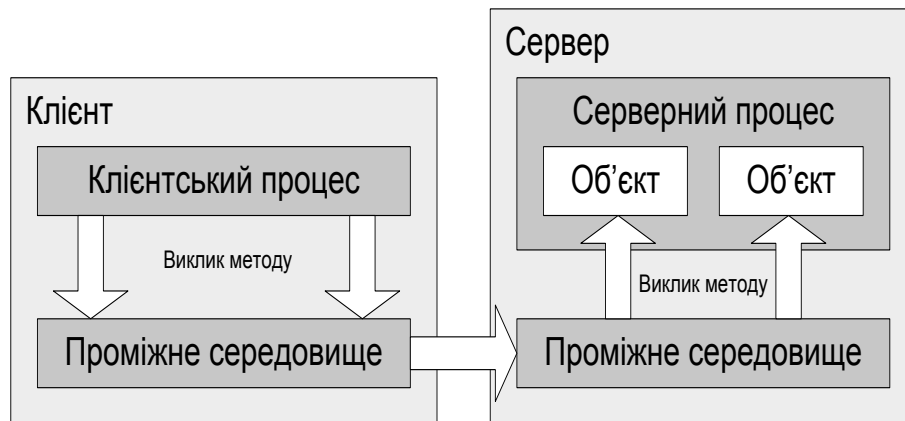 Клієнт
Клієнтський процес
Виклик методу
Проміжне середовище
Сервер
Серверний процес
Об’єкт
Об’єкт
Виклик методу
Проміжне середовище